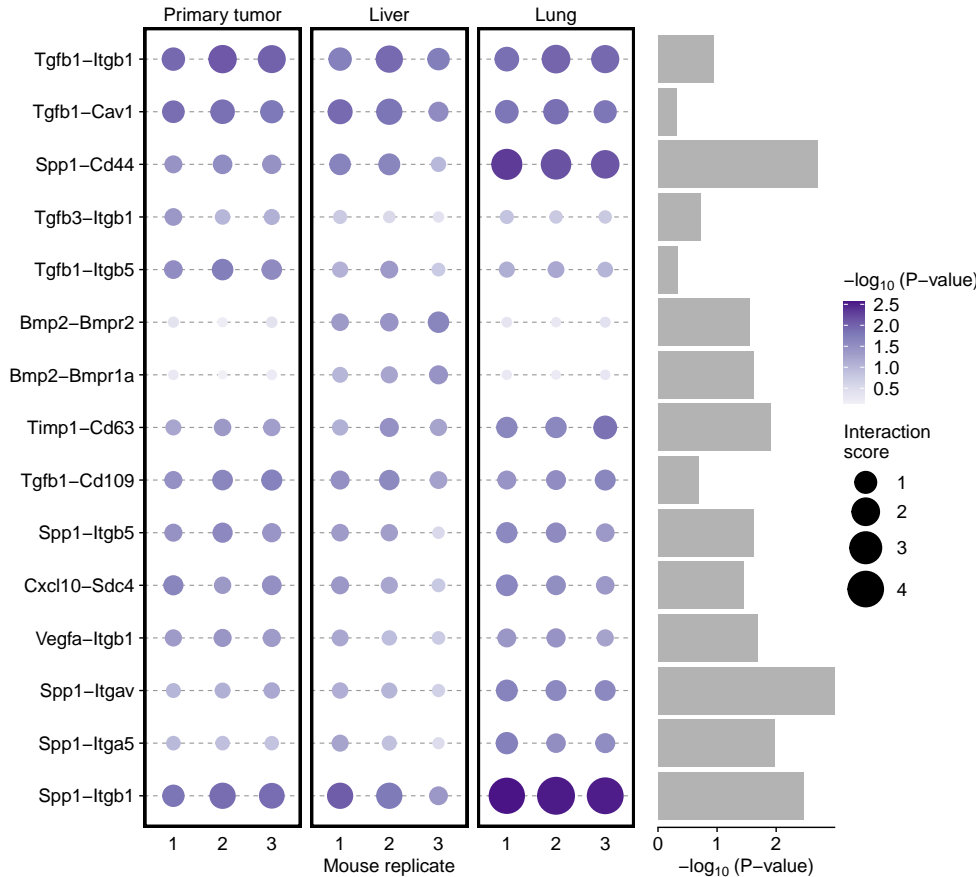 Primary tumor Liver Lung
Tgfb1−Itgb1
Tgfb1−Cav1
Spp1−Cd44
Tgfb3−Itgb1
Tgfb1−Itgb5
Bmp2−Bmpr2
Bmp2−Bmpr1a
Timp1−Cd63
Tgfb1−Cd109
Spp1−Itgb5
Cxcl10−Sdc4
Vegfa−Itgb1
Spp1−Itgav
Spp1−Itga5
Spp1−Itgb1
1 2 3 1 2 3 1 2 3
Mouse replicate
0 1 2
−log10 (P−value)
−log10 (P−value)
2.5
2.0
1.5
1.0
0.5
Interaction
score
1
2
3
4